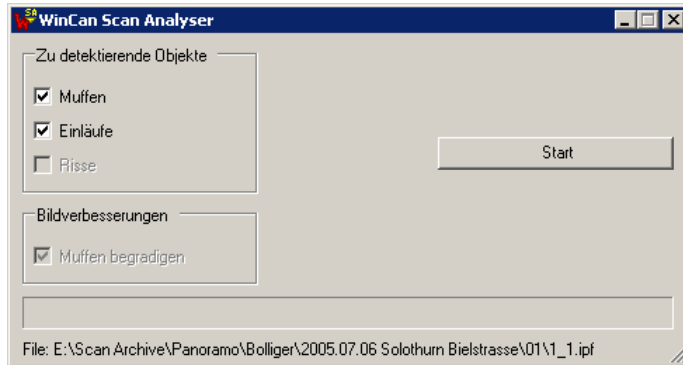 WinCan Scan Analyser
Zu detektierende Objekte
Muffen
Einläufe
Risse
Start
Bildverbesserungen
Muffen begradigen
File: E:\Scan Archive\Panoramo\Bolliger\2005.07.06 Solothurn Bielstrasse\01\1_1.ipf